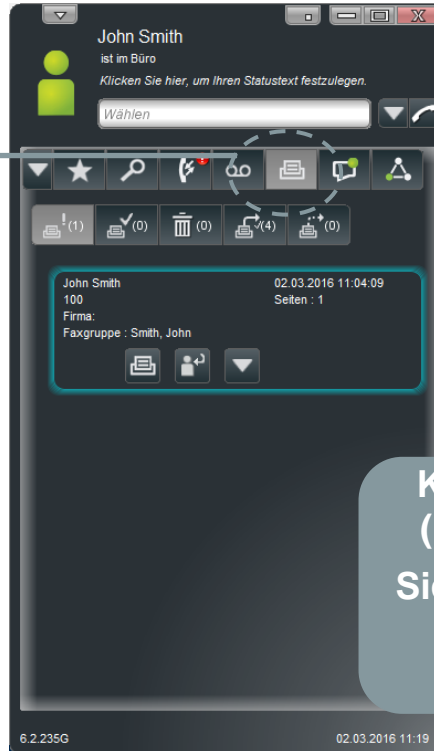 John Smith
ist im Büro
Klicken Sie hier, um Ihren Statustext festzulegen.
Wählen
(1) (0) (0) (4) (0)
John Smith 02.03.2016 11:04:09
100 Seiten : 1
Firma:
Faxgruppe : Smith, John
K
(
Sie
6.2.235G 02.03.2016 11:19